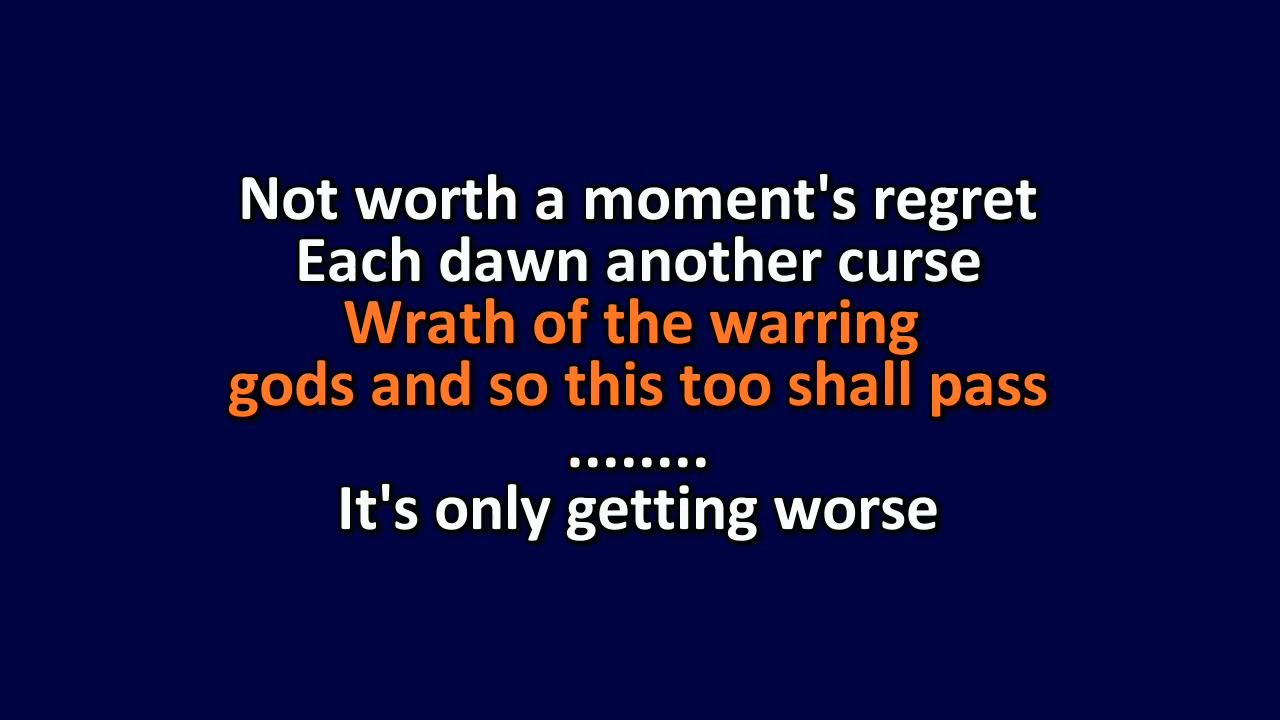 Not worth a moment's regret
Each dawn another curse
Wrath of the warring
gods and so this too shall pass
........
It's only getting worse